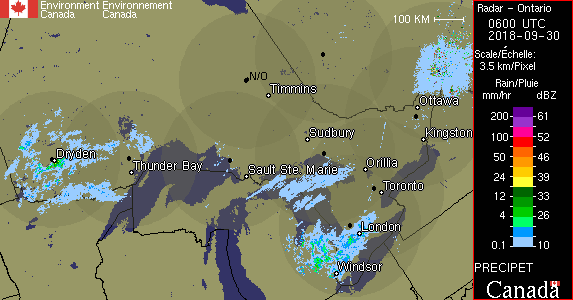 Environment Environnement
Canada Canada
100 KM
N/O
Timmins
Ottawa
Sudbury
Kingston
Dryden
Thunder Bay
Sault Ste. Marie
Orillia
Toronto
London
Windsor
Radar - Ontario
0600 UTC
2018-09-30
Scale/Échelle:
3.5 km/Pixel
Rain/Pluie
mm/hr dBZ
200 61
100 52
50 46
24 39
12 33
4 26
0.1 10
PRECIPET
Canada